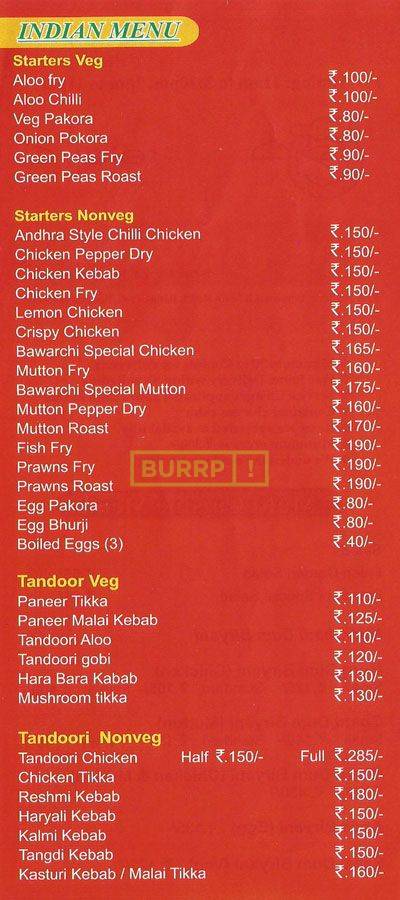 INDIAN MENU
Starters Veg
Aloo fry ₹.100/-
Aloo Chilli ₹.100/-
Veg Pakora ₹.80/-
Onion Pokora ₹.80/-
Green Peas Fry ₹.90/-
Green Peas Roast ₹.90/-
Starters Nonveg
Andhra Style Chilli Chicken ₹.150/-
Chicken Pepper Dry ₹.150/-
Chicken Kebab ₹.150/-
Chicken Fry ₹.150/-
Lemon Chicken ₹.150/-
Crispy Chicken ₹.150/-
Bawarchi Special Chicken ₹.165/-
Mutton Fry ₹.160/-
Bawarchi Special Mutton ₹.175/-
Mutton Pepper Dry ₹.160/-
Mutton Roast ₹.170/-
Fish Fry ₹.190/-
Prawns Fry ₹.190/-
BURRP!
Prawns Roast ₹.190/-
Egg Pakora ₹.80/-
Egg Bhurji ₹.80/-
Boiled Eggs (3) ₹.40/-
Tandoor Veg
Paneer Tikka ₹.110/-
Paneer Malai Kebab ₹.125/-
Tandoori Aloo ₹.110/-
Tandoori gobi ₹.120/-
Hara Bara Kabab ₹.130/-
Mushroom tikka ₹.130/-
Tandoori Nonveg
Tandoori Chicken Half ₹.150/- Full ₹.285/-
Chicken Tikka ₹.150/-
Reshmi Kebab ₹.180/-
Haryali Kebab ₹.150/-
Kalmi Kebab ₹.150/-
Tangdi Kebab ₹.150/-
Kasturi Kebab / Malai Tikka ₹.160/-